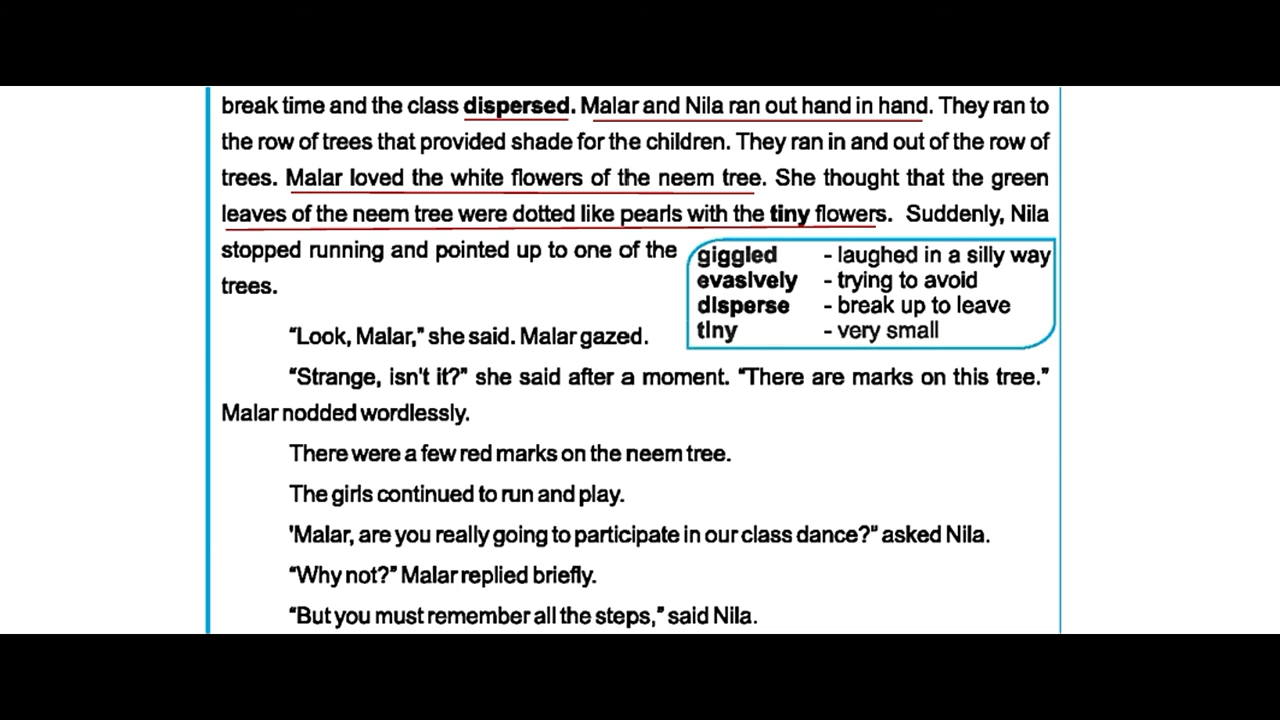 break time and the class dispersed. Malar and Nila ran out hand in hand. They ran to
the row of trees that provided shade for the children. They ran in and out of the row of
trees. Malar loved the white flowers of the neem tree. She thought that the green
leaves of the neem tree were dotted like pearls with the tiny flowers. Suddenly, Nila
stopped running and pointed up to one of the
trees.
giggled - laughed in a silly way
evasively - trying to avoid
disperse - break up to leave
tiny - very small
“Look, Malar,” she said. Malar gazed.
“Strange, isn't it?” she said after a moment. “There are marks on this tree.”
Malar nodded wordlessly.
There were a few red marks on the neem tree.
The girls continued to run and play.
'Malar, are you really going to participate in our class dance?” asked Nila.
“Why not?” Malar replied briefly.
“But you must remember all the steps,” said Nila.